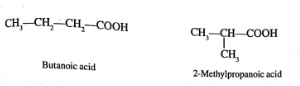 CH₃—CH₂—CH₂—COOH
Butanoic acid
CH₃—CH—COOH
CH₃
2-Methylpropanoic acid